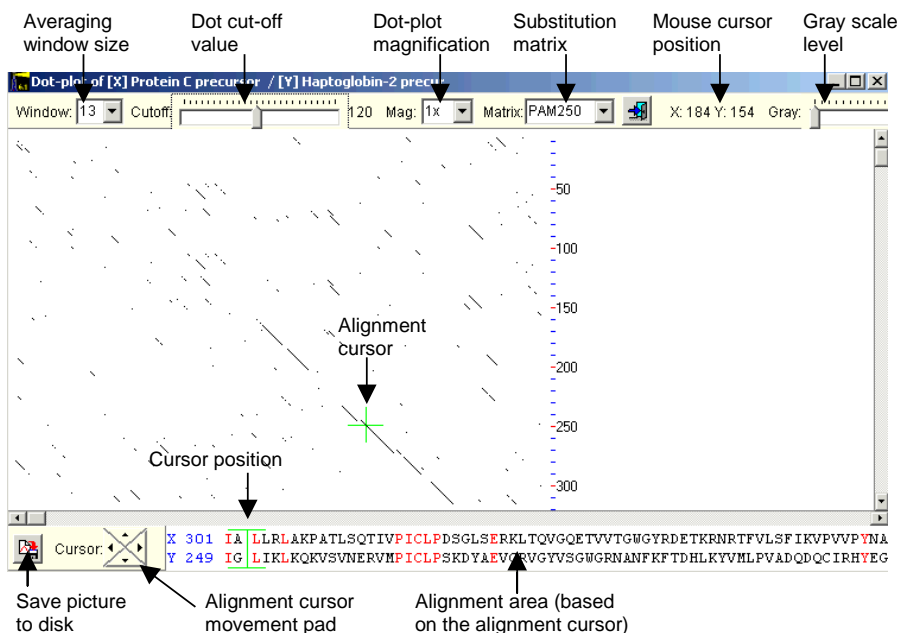 Averaging window size
Dot cut-off value
Dot-plot magnification
Substitution matrix
Mouse cursor position
Gray scale level
Dot-plot of [X] Protein C precursor / [Y] Haptoglobin-2 precur
Window: 13 Cutoff: 120 Mag: 1x Matrix: PAM250 X: 184 Y: 154 Gray:
-50
-100
-150
Alignment cursor
-200
-250
Cursor position
-300
Cursor:
X 301 IA LLRLAKPATLSQTIVPICLPDSGLSERKLTQVGQETVVTGWGYRDETKRNRTFVLSFIKVPVVPYNA
Y 249 IG LIKLKQKVSVNERVMPICLPSKDYAEVGRVGYVSGWGRNANFKFTDHLKYVMLPVADQDQCIRHYEG
Save picture to disk
Alignment cursor movement pad
Alignment area (based on the alignment cursor)